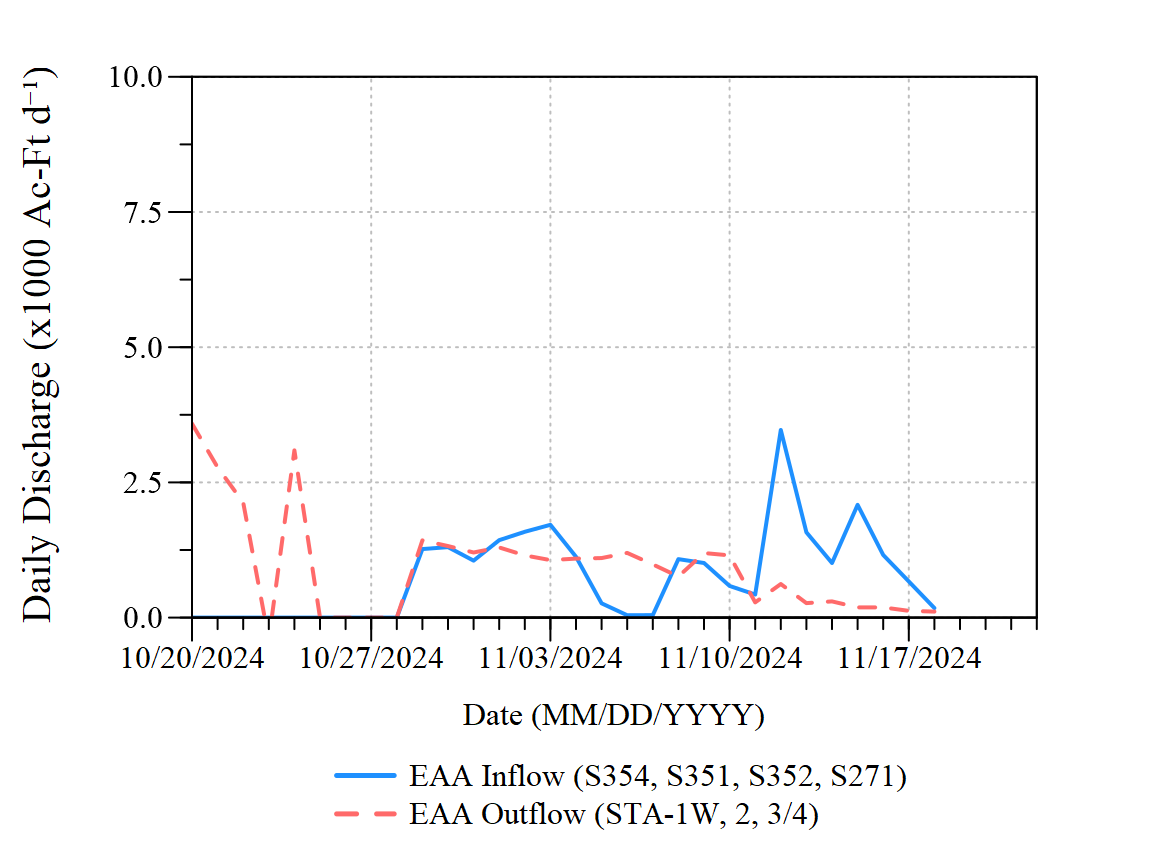 Daily Discharge (x1000 Ac-Ft d⁻¹)
10.0
7.5
5.0
2.5
0.0
10/20/2024 10/27/2024 11/03/2024 11/10/2024 11/17/2024
Date (MM/DD/YYYY)
EAA Inflow (S354, S351, S352, S271)
EAA Outflow (STA-1W, 2, 3/4)